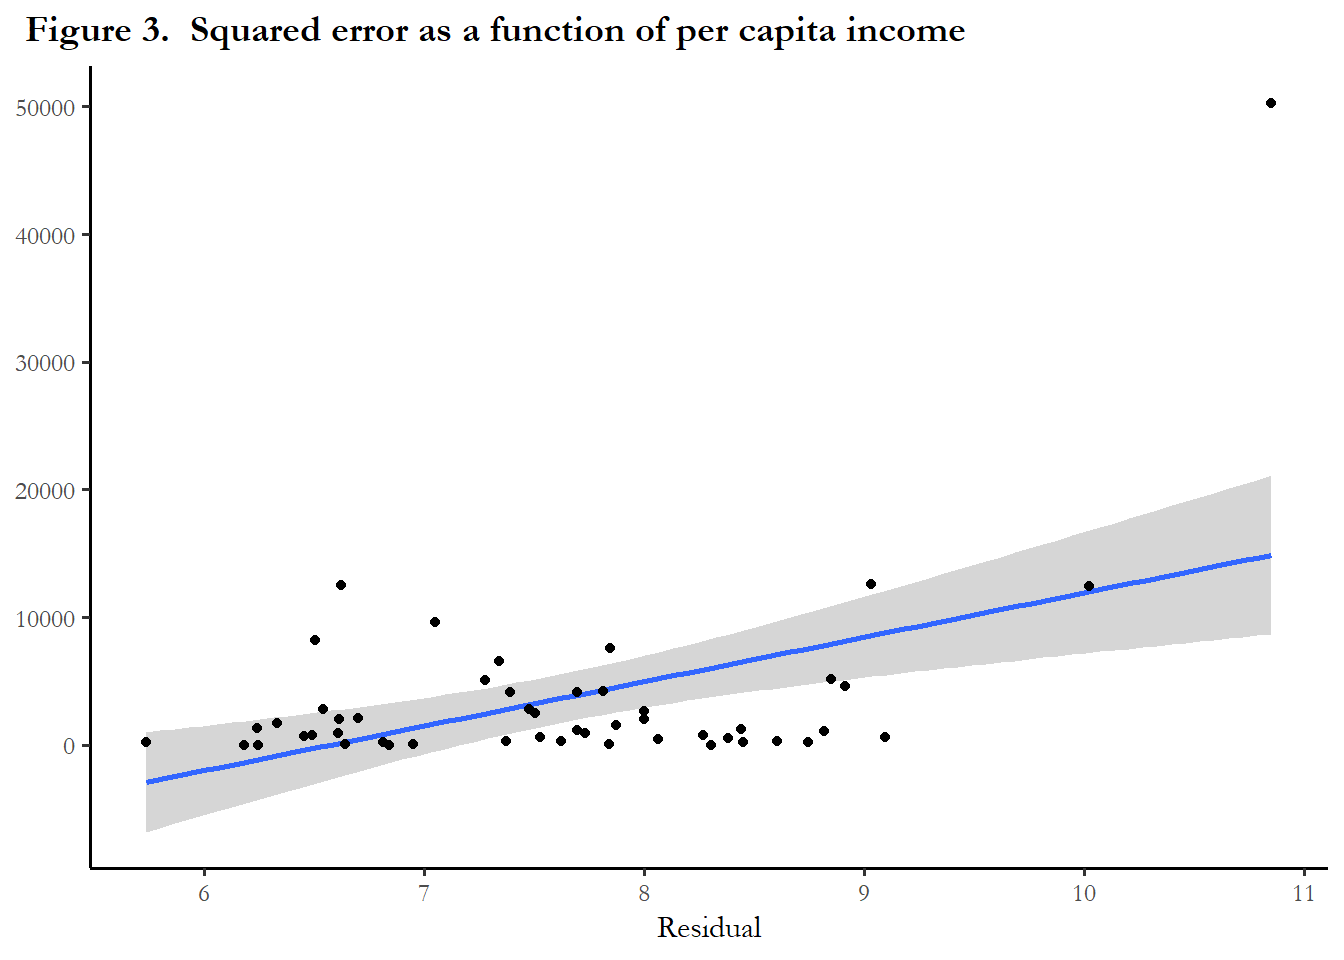 Figure 3.  Squared error as a function of per capita income
50000
40000
30000
20000
10000
0
6 7 8 9 10 11
Residual